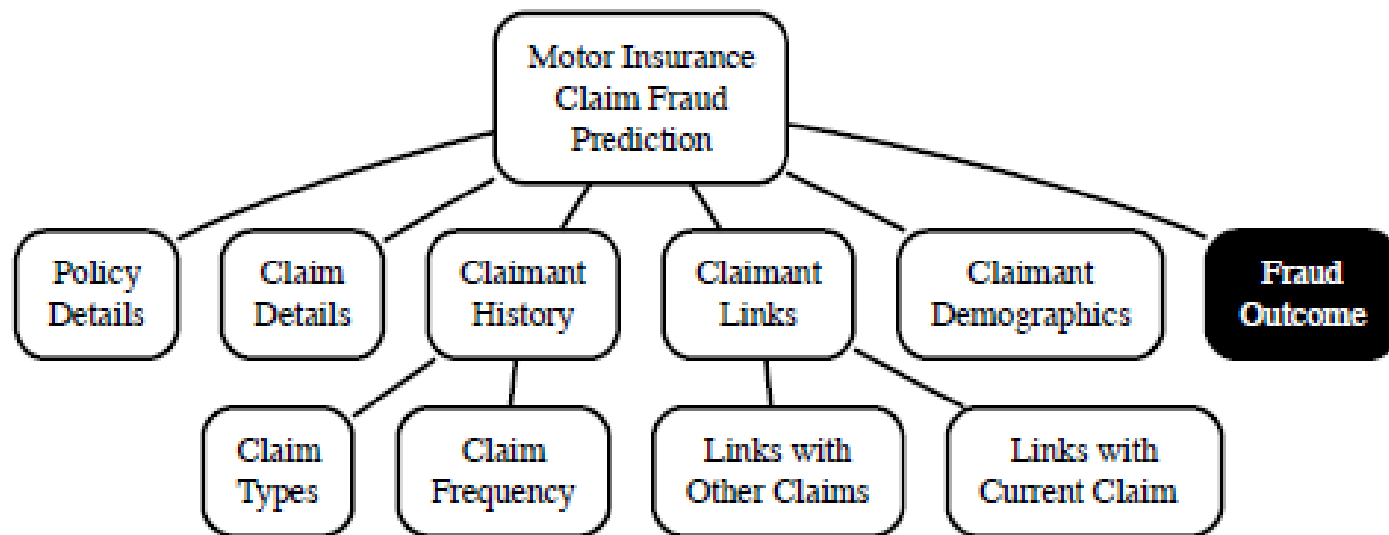 Motor Insurance
Claim Fraud
Prediction
Policy
Details
Claim
Details
Claimant
History
Claimant
Links
Claimant
Demographics
Fraud
Outcome
Claim
Types
Claim
Frequency
Links with
Other Claims
Links with
Current Claim